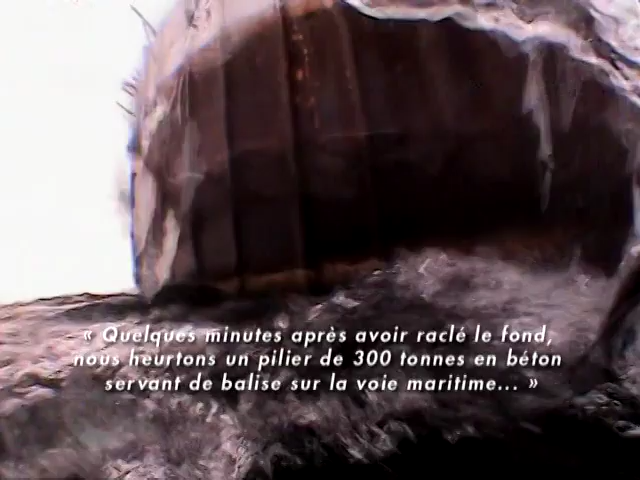 « Quelques minutes après avoir raclé le fond,
nous heurtons un pilier de 300 tonnes en béton
servant de balise sur la voie maritime... »